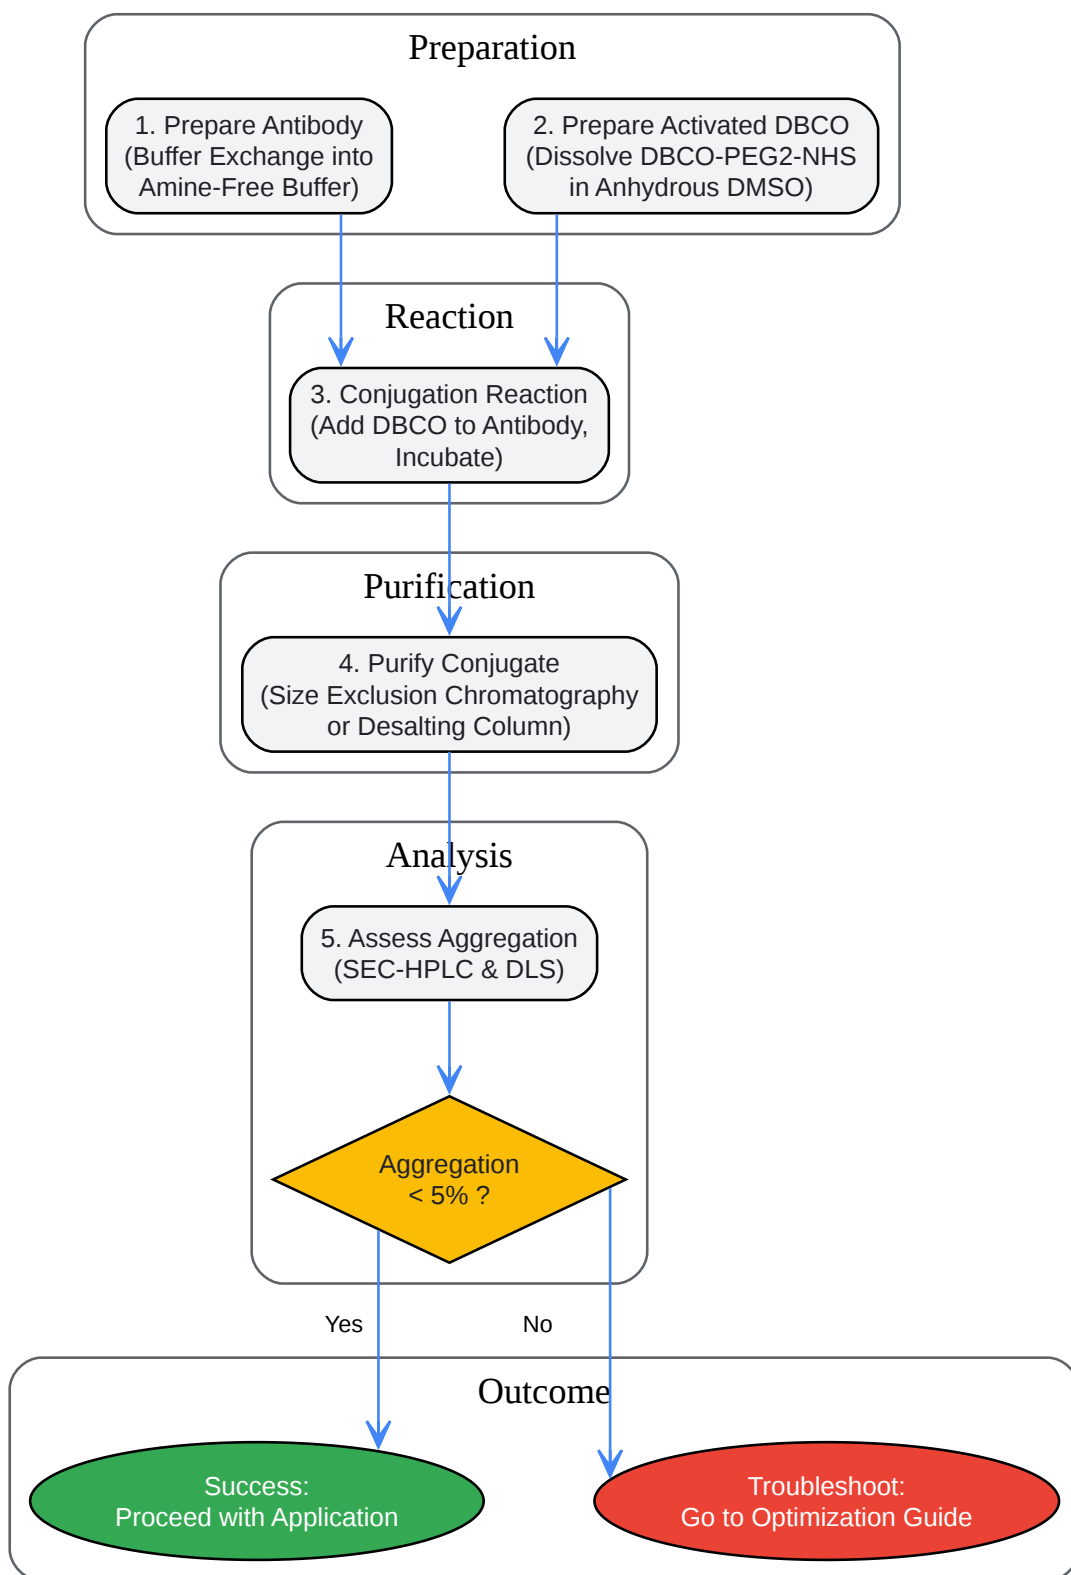 Preparation
1. Prepare Antibody
(Buffer Exchange into
Amine-Free Buffer)
2. Prepare Activated DBCO
(Dissolve DBCO-PEG2-NHS
in Anhydrous DMSO)
Reaction
3. Conjugation Reaction
(Add DBCO to Antibody,
Incubate)
Purification
4. Purify Conjugate
(Size Exclusion Chromatography
or Desalting Column)
Analysis
5. Assess Aggregation
(SEC-HPLC & DLS)
Aggregation
< 5% ?
Yes
No
Outcome
Success:
Proceed with Application
Troubleshoot:
Go to Optimization Guide